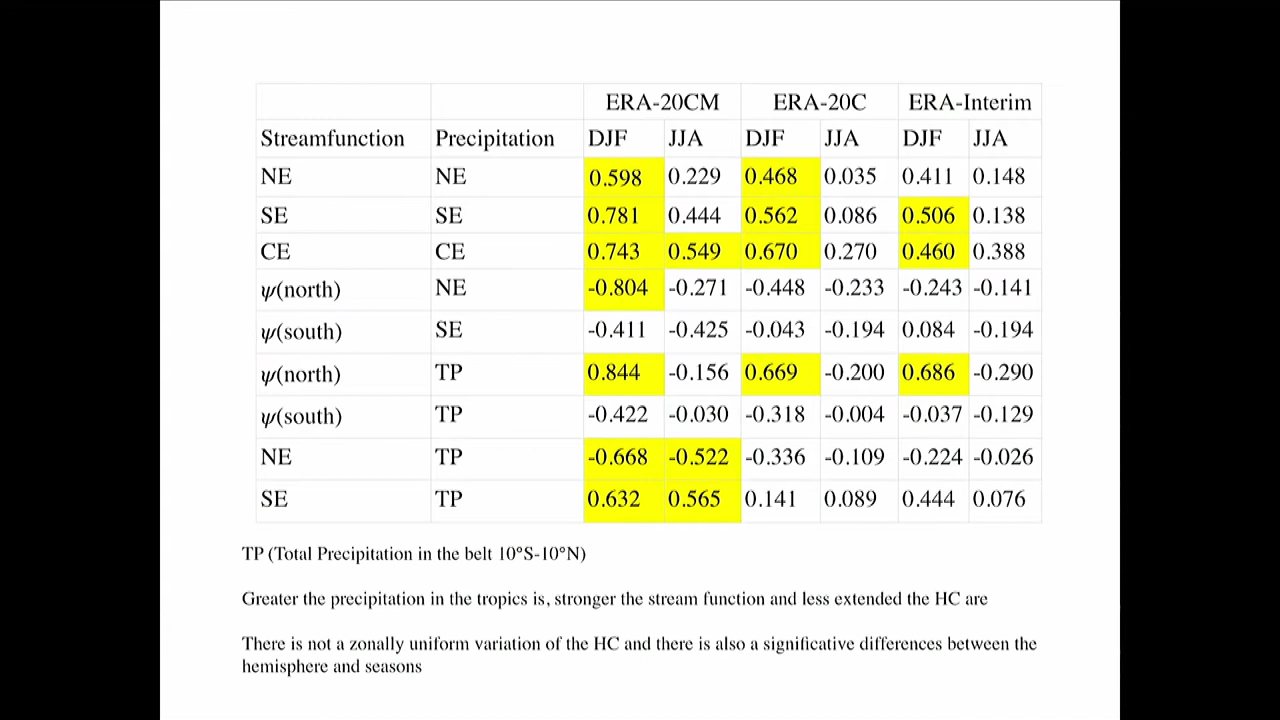 ERA-20CM ERA-20C ERA-Interim
Streamfunction Precipitation DJF JJA DJF JJA DJF JJA
NE NE 0.598 0.229 0.468 0.035 0.411 0.148
SE SE 0.781 0.444 0.562 0.086 0.506 0.138
CE CE 0.743 0.549 0.670 0.270 0.460 0.388
ψ(north) NE -0.804 -0.271 -0.448 -0.233 -0.243 -0.141
ψ(south) SE -0.411 -0.425 -0.043 -0.194 0.084 -0.194
ψ(north) TP 0.844 -0.156 0.669 -0.200 0.686 -0.290
ψ(south) TP -0.422 -0.030 -0.318 -0.004 -0.037 -0.129
NE TP -0.668 -0.522 -0.336 -0.109 -0.224 -0.026
SE TP 0.632 0.565 0.141 0.089 0.444 0.076
TP (Total Precipitation in the belt 10°S-10°N)
Greater the precipitation in the tropics is, stronger the stream function and less extended the HC are
There is not a zonally uniform variation of the HC and there is also a significative differences between the
hemisphere and seasons